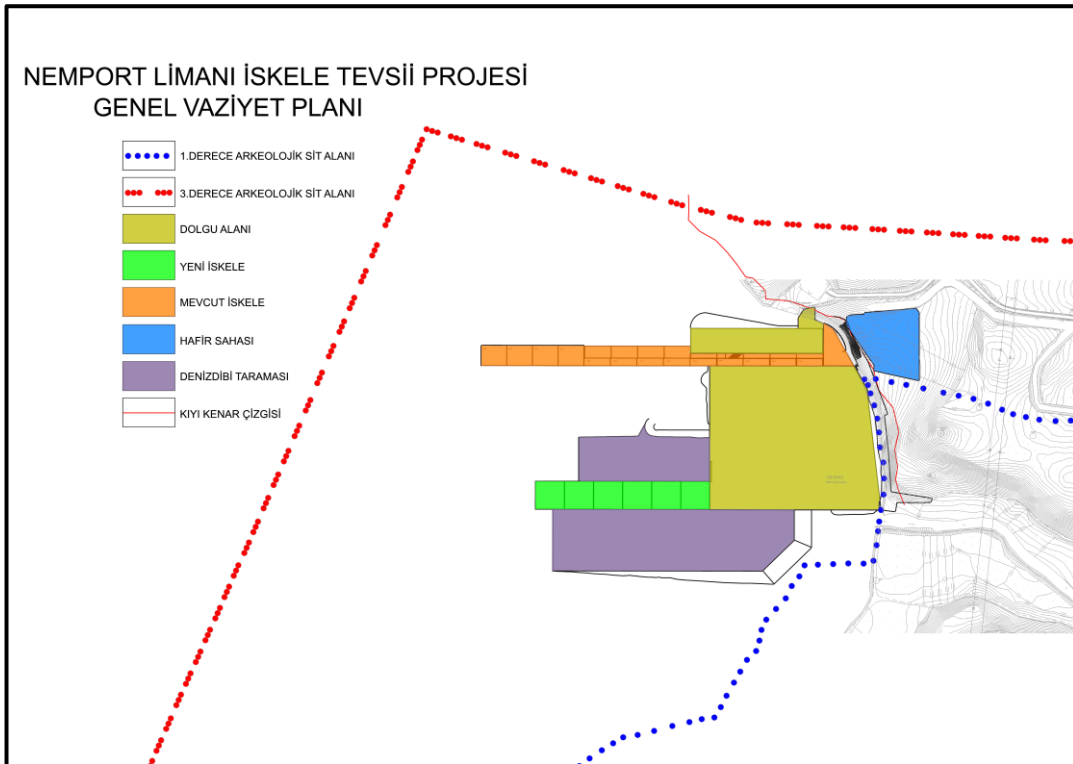 NEMPORT LİMANI İSKELE TEVSİİ PROJESİ
GENEL VAZİYET PLANI
1.DERECE ARKEOLOJİK SİT ALANI
3.DERECE ARKEOLOJİK SİT ALANI
DOLGU ALANI
YENİ İSKELE
MEVCUT İSKELE
HAFİR SAHASI
DENİZDİBİ TARAMASI
KIYI KENAR ÇİZGİSİ